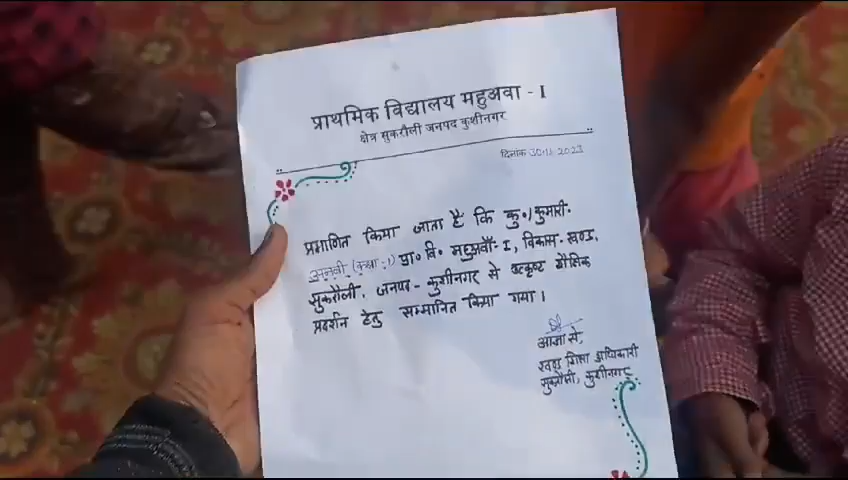 प्राथमिक विद्यालय महुअवा - I
क्षेत्र सुकरौली जनपद कुशीनगर
दिनांक 30.11.2023
प्रमाणित किया जाता है कि कु०/कुमारी.
(कक्षा-1) प्रा० वि० महुअवाँ- I, विकास-खण्ड,
सुकरौली, जनपद - कुशीनगर से उत्कृष्ट शैक्षिक
प्रदर्शन हेतु सम्मानित किया गया।
आज्ञा से,
खण्ड शिक्षा अधिकारी
सुकरौली, कुशीनगर